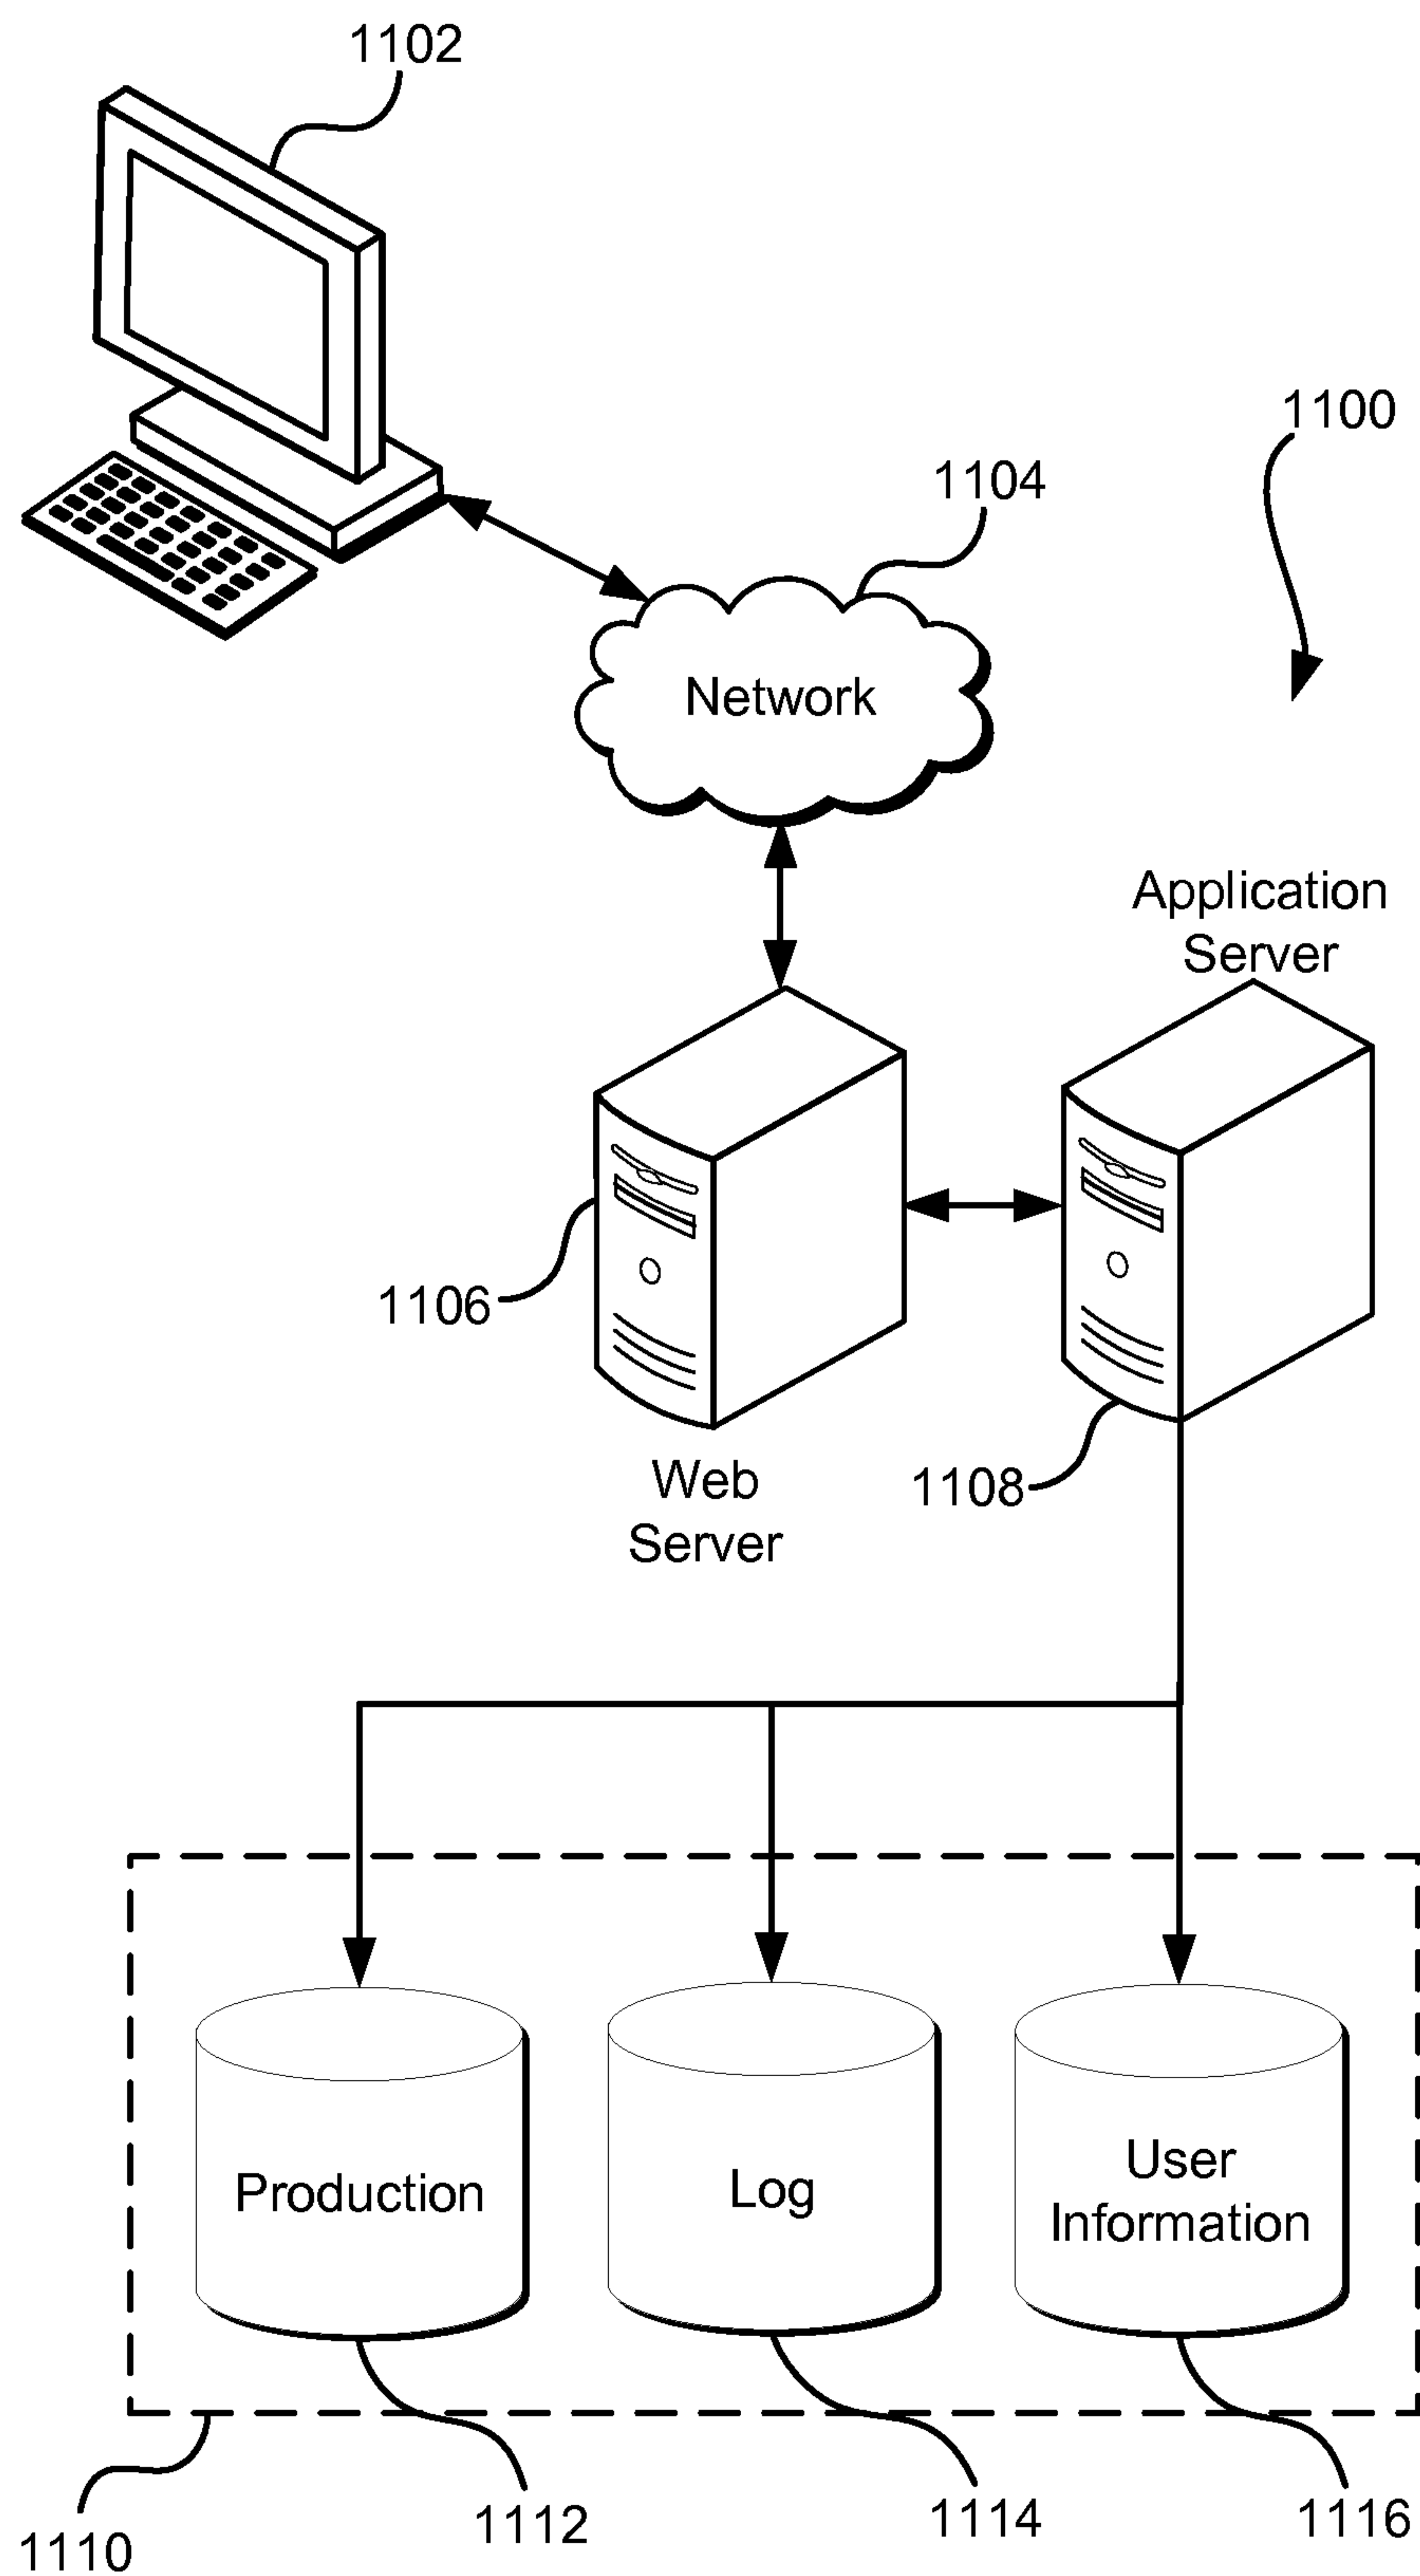 1102
1100
1104
Network
Application
Server
1106
1108
Web
Server
Production
Log
User
Information
1110
1112
1114
1116